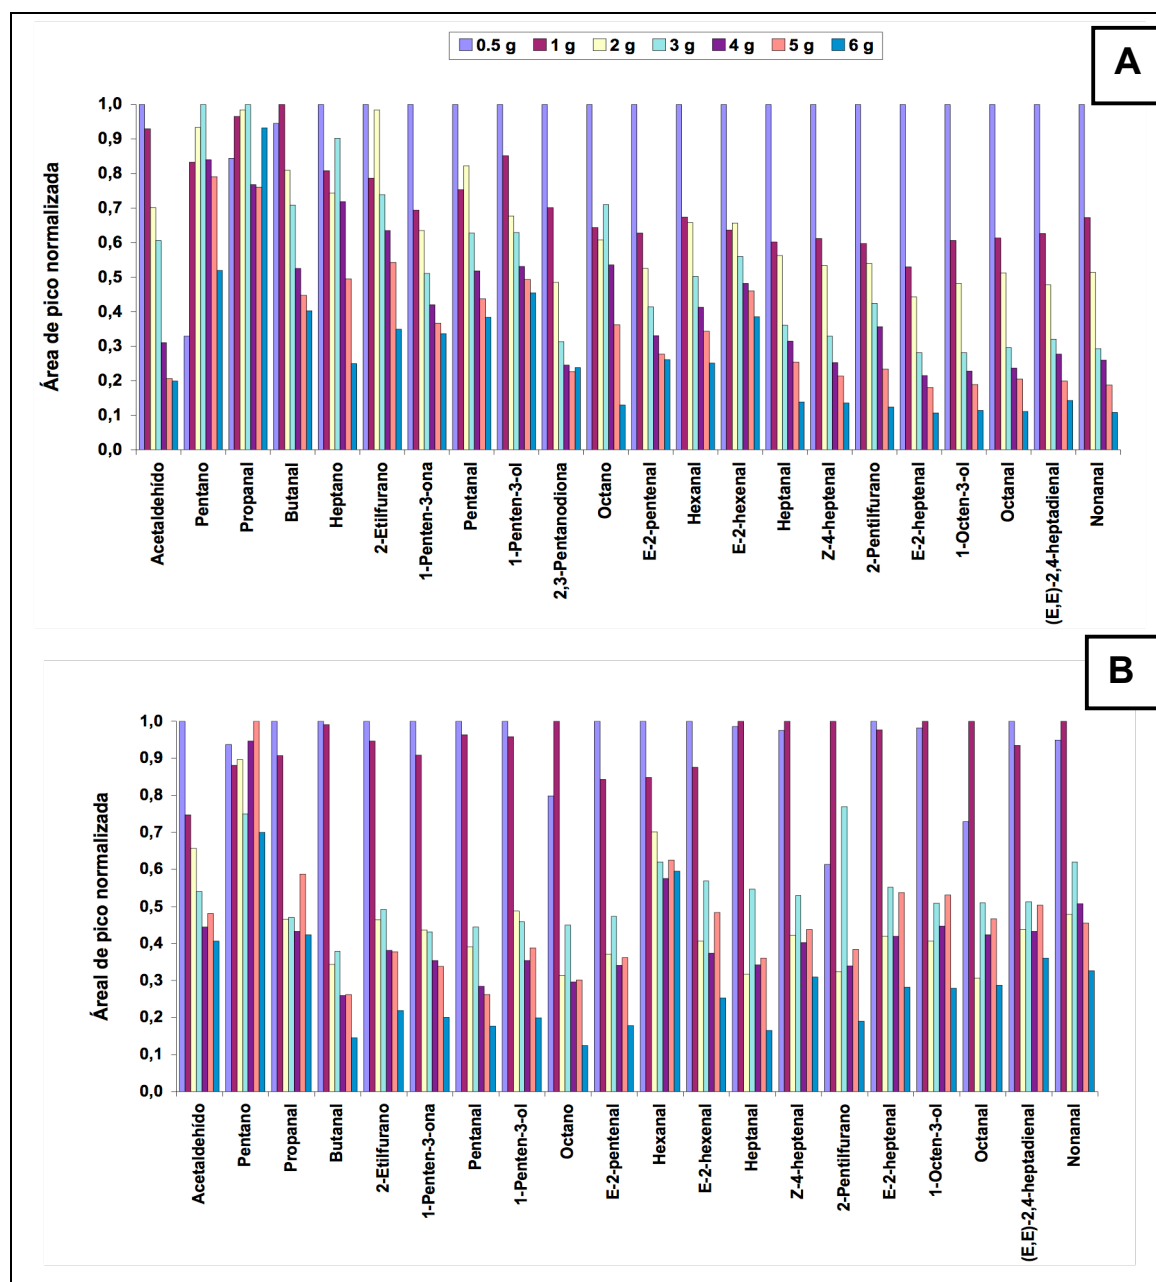 0.5 g 1 g 2 g 3 g 4 g 5 g 6 g
A
Área de pico normalizada
1,0
0,9
0,8
0,7
0,6
0,5
0,4
0,3
0,2
0,1
0,0
Acetaldehído
Pentano
Propanal
Butanal
Heptano
2-Etilfurano
1-Penten-3-ona
Pentanal
1-Penten-3-ol
2,3-Pentanodiona
Octano
E-2-pentenal
Hexanal
E-2-hexenal
Heptanal
Z-4-heptenal
2-Pentilfurano
E-2-heptenal
1-Octen-3-ol
Octanal
(E,E)-2,4-heptadienal
Nonanal
B
Áreal de pico normalizada
1,0
0,9
0,8
0,7
0,6
0,5
0,4
0,3
0,2
0,1
0,0
Acetaldehído
Pentano
Propanal
Butanal
2-Etilfurano
1-Penten-3-ona
Pentanal
1-Penten-3-ol
Octano
E-2-pentenal
Hexanal
E-2-hexenal
Heptanal
Z-4-heptenal
2-Pentilfurano
E-2-heptenal
1-Octen-3-ol
Octanal
(E,E)-2,4-heptadienal
Nonanal